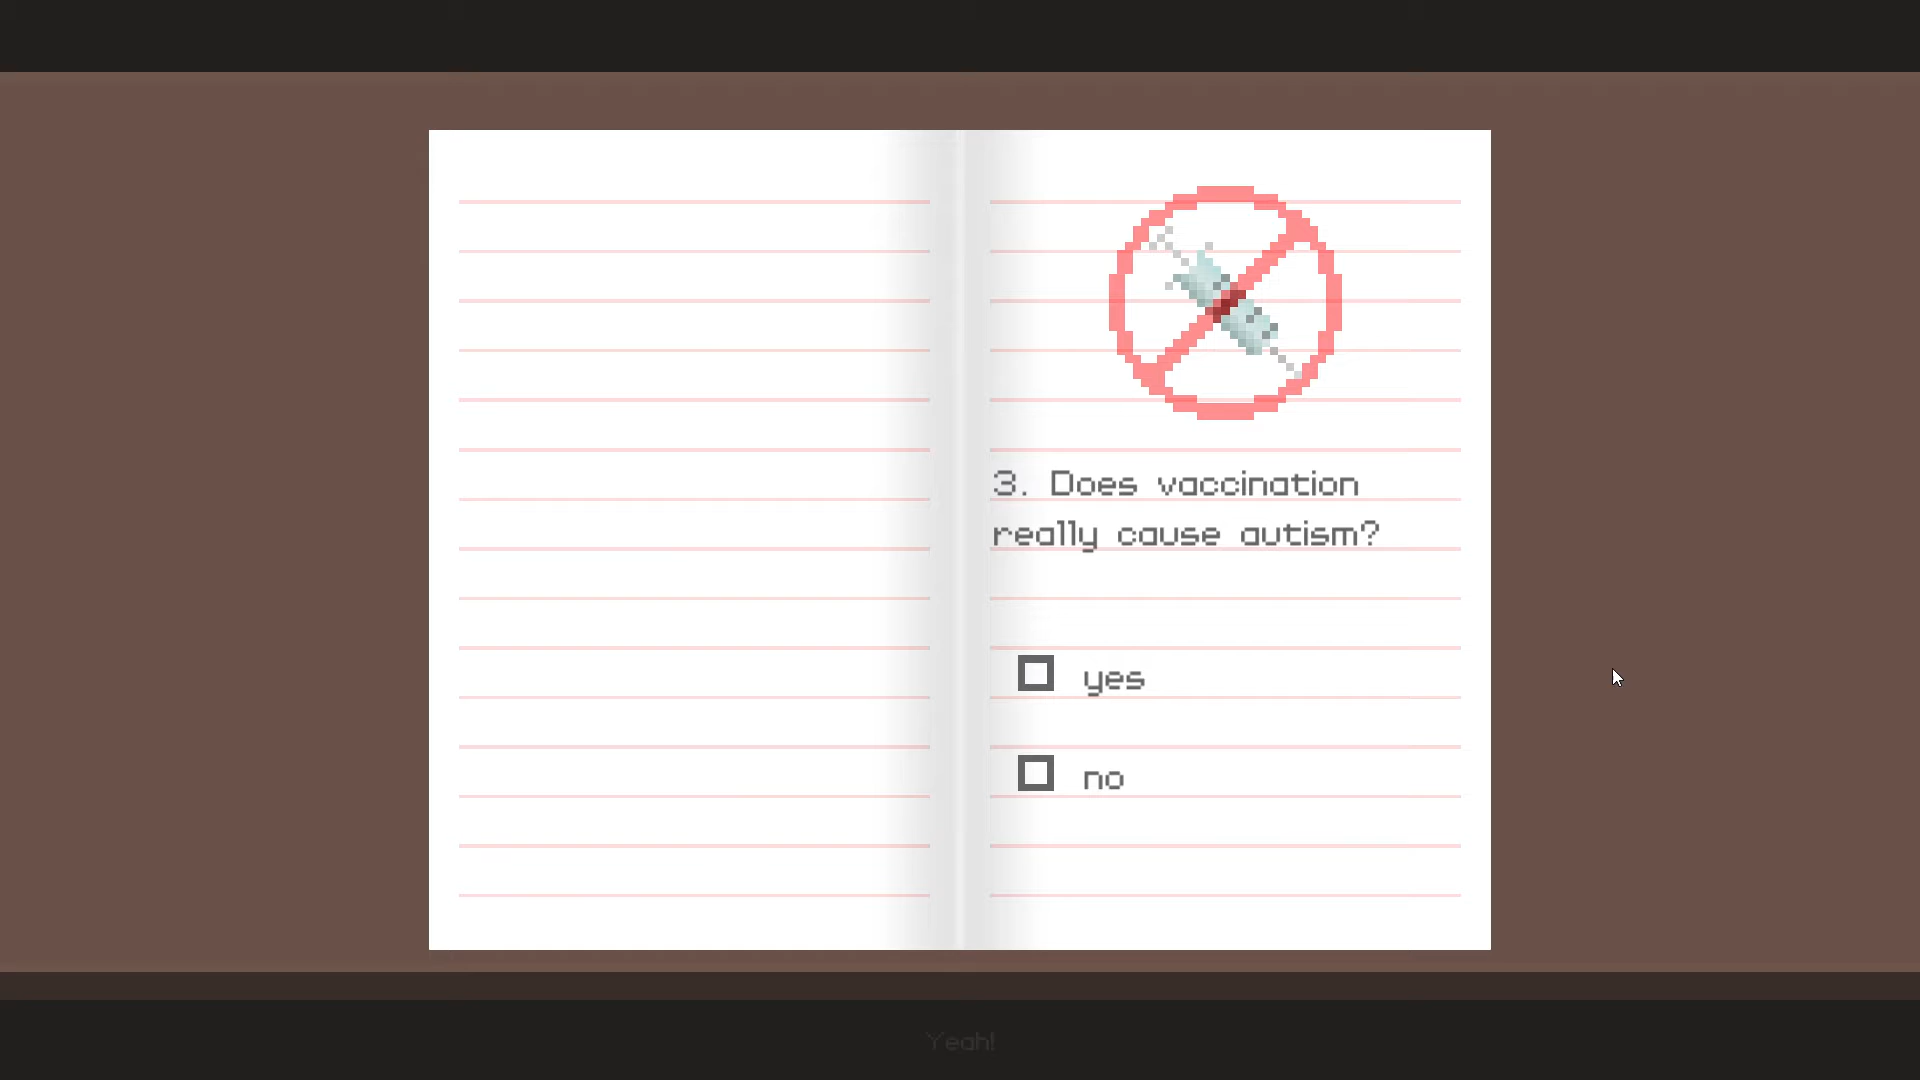 3. Does vaccination
really cause autism?
yes
no
Yeah!